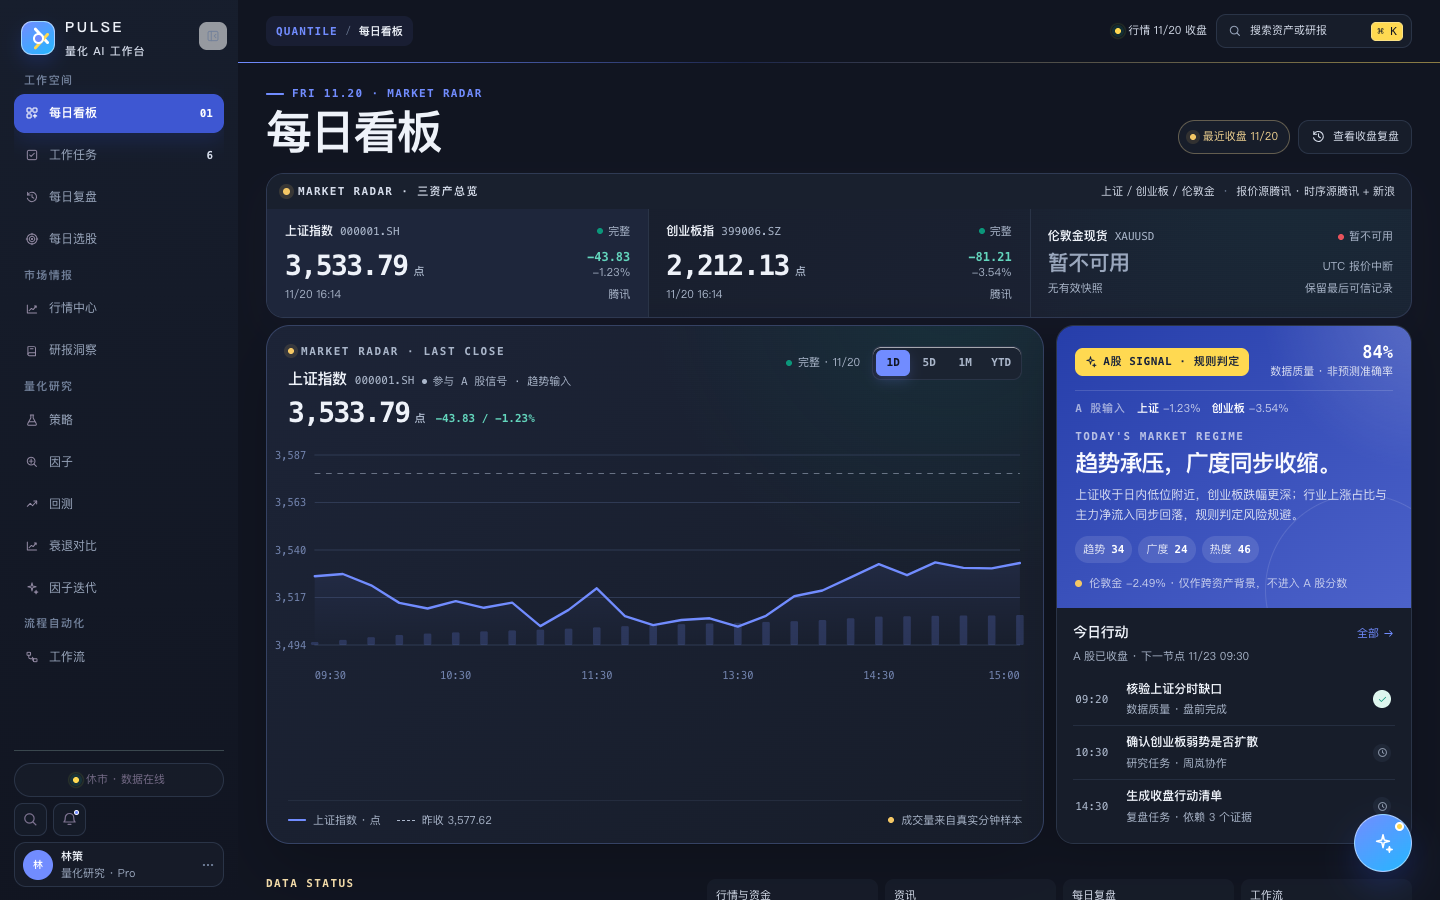 PULSE
量化 AI 工作台
工作空间
每日看板 01
工作任务 6
每日复盘
每日选股
市场情报
行情中心
研报洞察
量化研究
策略
因子
回测
衰退对比
因子迭代
流程自动化
工作流
休市 · 数据在线
林 林策
量化研究 · Pro
QUANTILE / 每日看板
行情 11/20 收盘
搜索资产或研报 ⌘ K
FRI 11.20 · MARKET RADAR
每日看板
最近收盘 11/20
查看收盘复盘
MARKET RADAR · 三资产总览
上证 / 创业板 / 伦敦金 · 报价源腾讯 · 时序源腾讯 + 新浪
上证指数 000001.SH 完整
3,533.79 点
−43.83
−1.23%
11/20 16:14 腾讯
创业板指 399006.SZ 完整
2,212.13 点
−81.21
−3.54%
11/20 16:14 腾讯
伦敦金现货 XAUUSD 暂不可用
暂不可用 UTC 报价中断
无有效快照 保留最后可信记录
MARKET RADAR · LAST CLOSE
上证指数 000001.SH 参与 A 股信号 · 趋势输入
3,533.79 点 −43.83 / −1.23%
完整 · 11/20
1D 5D 1M YTD
3,587
3,563
3,540
3,517
3,494
09:30 10:30 11:30 13:30 14:30 15:00
上证指数 · 点 昨收 3,577.62 成交量来自真实分钟样本
A股 SIGNAL · 规则判定
84%
数据质量 · 非预测准确率
A 股输入 上证 −1.23% 创业板 −3.54%
TODAY'S MARKET REGIME
趋势承压，广度同步收缩。
上证收于日内低位附近，创业板跌幅更深；行业上涨占比与
主力净流入同步回落，规则判定风险规避。
趋势 34 广度 24 热度 46
伦敦金 −2.49% · 仅作跨资产背景，不进入 A 股分数
今日行动 全部 →
A 股已收盘 · 下一节点 11/23 09:30
09:20 核验上证分时缺口
数据质量 · 盘前完成
10:30 确认创业板弱势是否扩散
研究任务 · 周岚协作
14:30 生成收盘行动清单
复盘任务 · 依赖 3 个证据
DATA STATUS
行情与资金 资讯 每日复盘 工作流